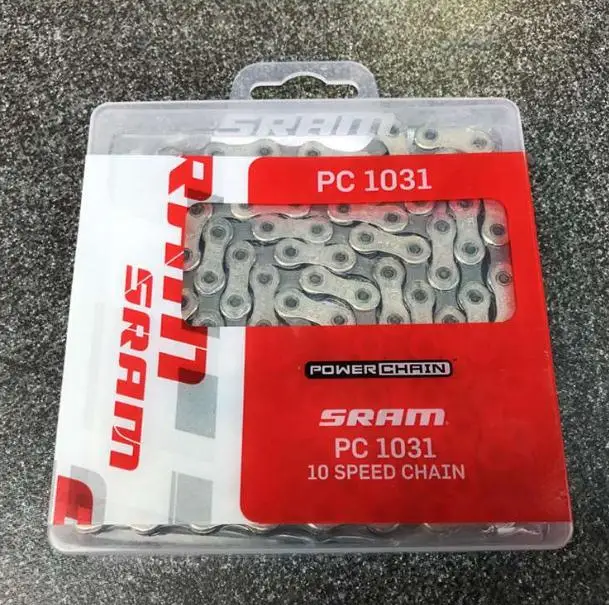 SRAM
PC 1031
SRAM
SRAM
POWERCHAIN
SRAM
PC 1031
10 SPEED CHAIN